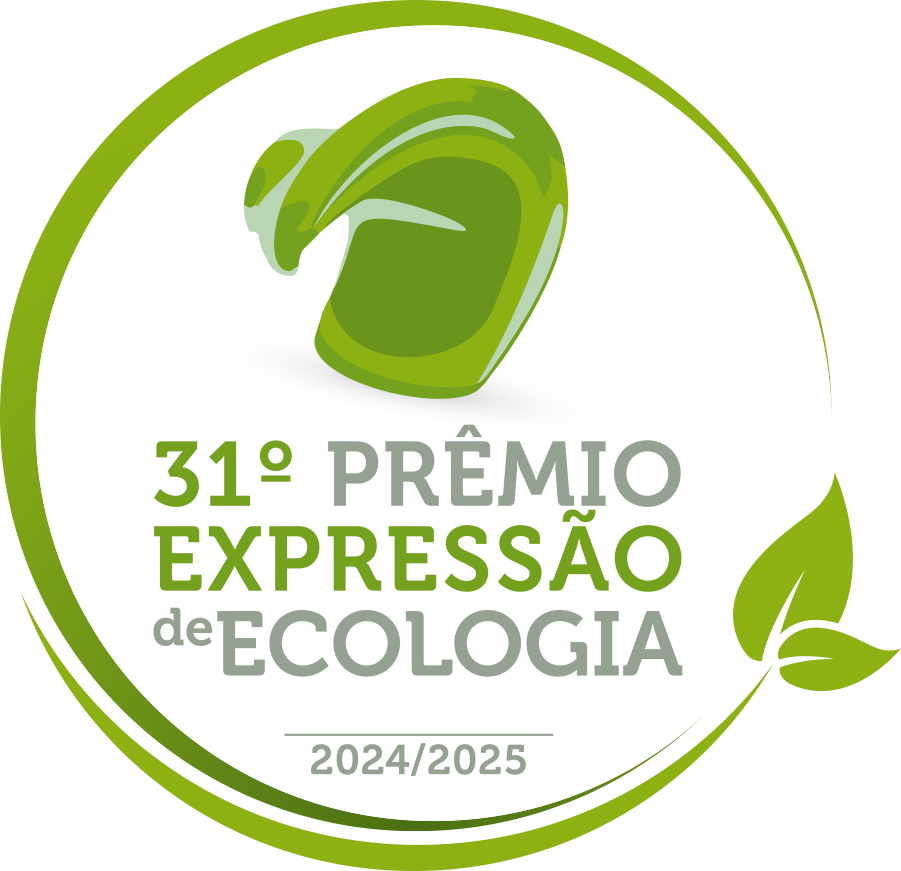 31º PRÊMIO
EXPRESSÃO
de ECOLOGIA
2024/2025